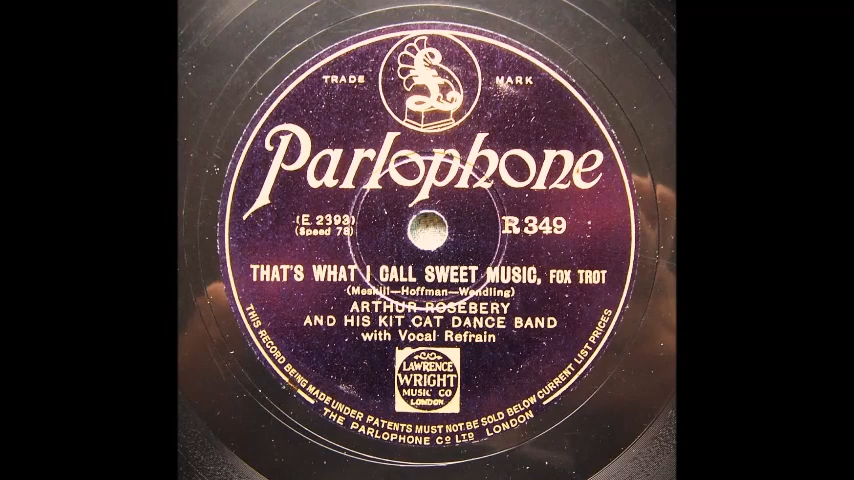 TRADE MARK
Parlophone
(E. 2393)
(Speed 78)
R 349
THAT'S WHAT I CALL SWEET MUSIC, FOX TROT
(Meskill—Hoffman—Wendling)
ARTHUR ROSEBERY
AND HIS KIT CAT DANCE BAND
with Vocal Refrain
LAWRENCE
WRIGHT
MUSIC CO
LONDON
THIS RECORD BEING MADE UNDER PATENTS MUST NOT BE SOLD BELOW CURRENT LIST PRICES
THE PARLOPHONE CO LTD LONDON